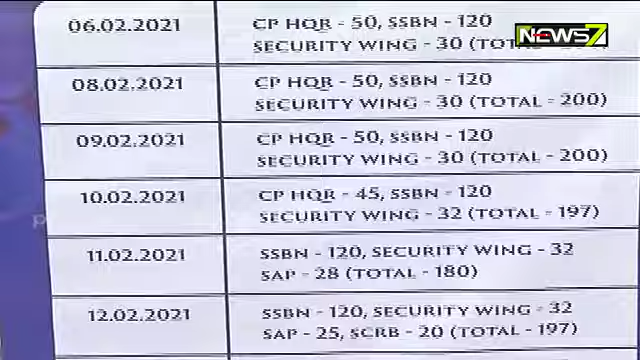 NEWS7
06.02.2021
CP HQR - 50, SSBN - 120
SECURITY WING - 30 (TOTAL
08.02.2021
CP HQR - 50, SSBN - 120
SECURITY WING - 30 (TOTAL - 200)
09.02.2021
CP HQR - 50, SSBN - 120
SECURITY WING - 30 (TOTAL - 200)
10.02.2021
CP HQR - 45, SSBN - 120
SECURITY WING - 32 (TOTAL - 197)
11.02.2021
SSBN - 120, SECURITY WING - 32
SAP - 28 (TOTAL - 180)
12.02.2021
SSBN - 120, SECURITY WING - 32
SAP - 25, SCRB - 20 (TOTAL - 197)